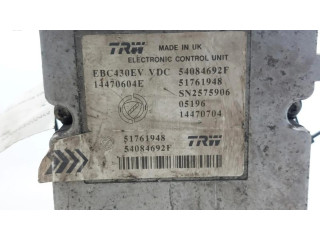 TRW MADE IN UK
ELECTRONIC CONTROL UNIT
EBC430EV VDC 54084692F
14470604E 51761948
SN2575906
05196
14470704
51761948
54084692F TRW